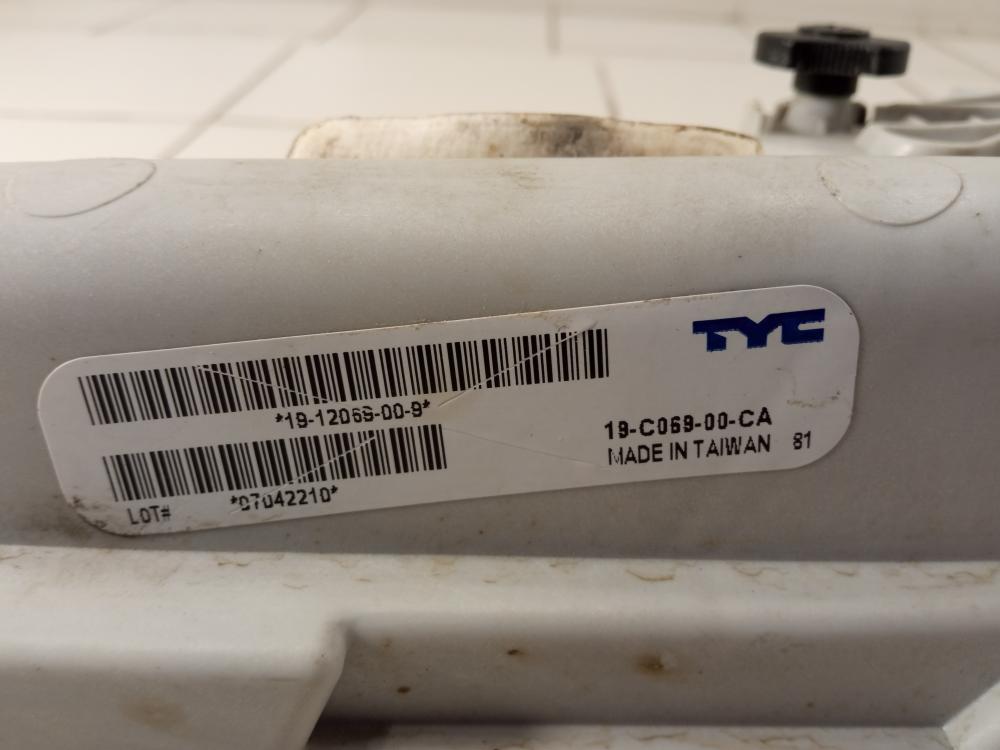 TYC
*19-12069-00-9*
19-C069-00-CA
MADE IN TAIWAN 81
*07042210*
LOT#